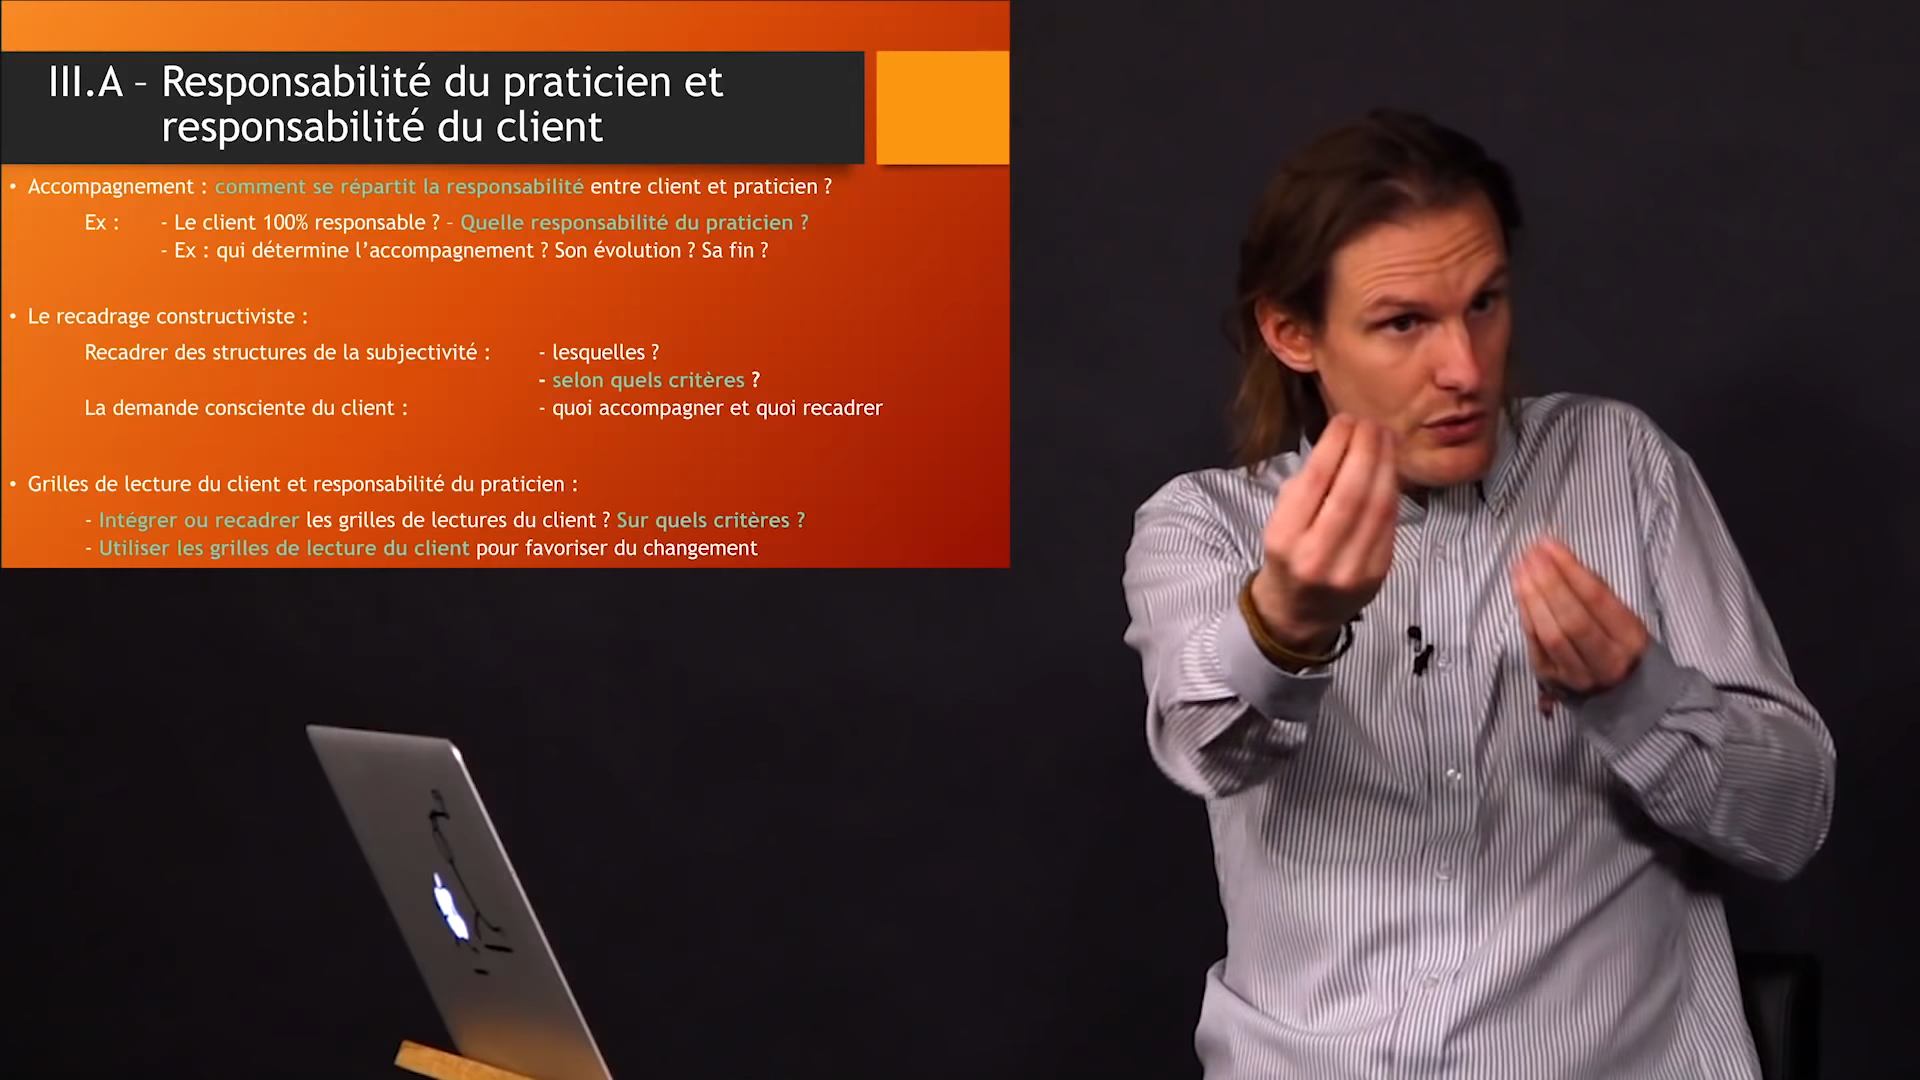 III.A – Responsabilité du praticien et
responsabilité du client
• Accompagnement : comment se répartit la responsabilité entre client et praticien ?
Ex : - Le client 100% responsable ? – Quelle responsabilité du praticien ?
- Ex : qui détermine l’accompagnement ? Son évolution ? Sa fin ?
• Le recadrage constructiviste :
Recadrer des structures de la subjectivité : - lesquelles ?
- selon quels critères ?
La demande consciente du client : - quoi accompagner et quoi recadrer
• Grilles de lecture du client et responsabilité du praticien :
- Intégrer ou recadrer les grilles de lectures du client ? Sur quels critères ?
- Utiliser les grilles de lecture du client pour favoriser du changement